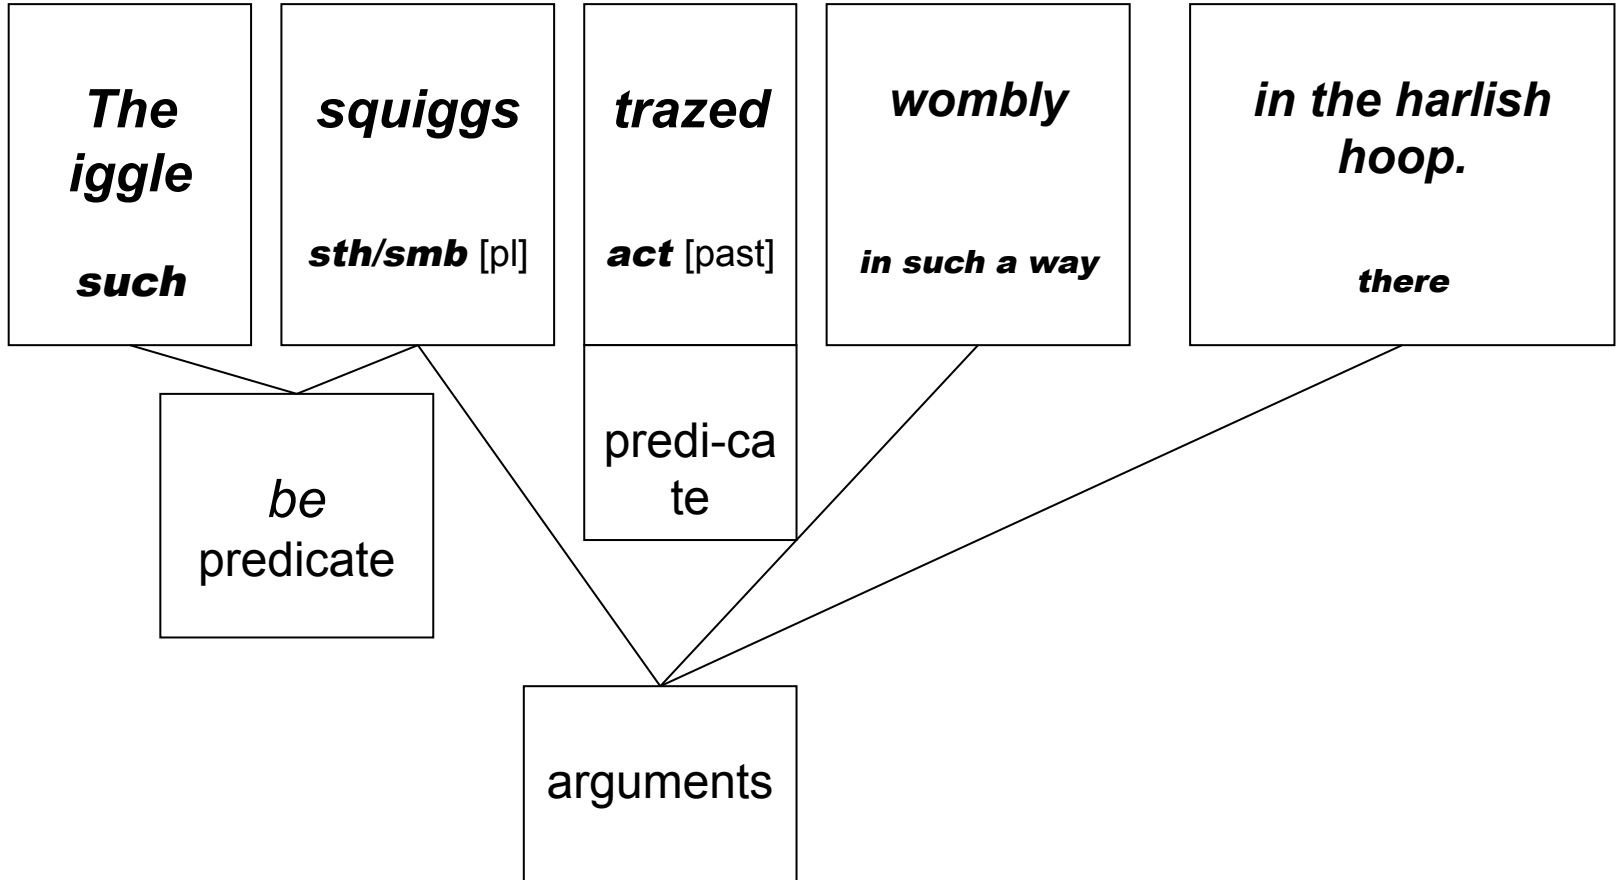 The
iggle
such
squiggs
sth/smb [pl]
trazed
act [past]
wombly
in such a way
in the harlish
hoop.
there
be
predicate
predi-ca
te
arguments